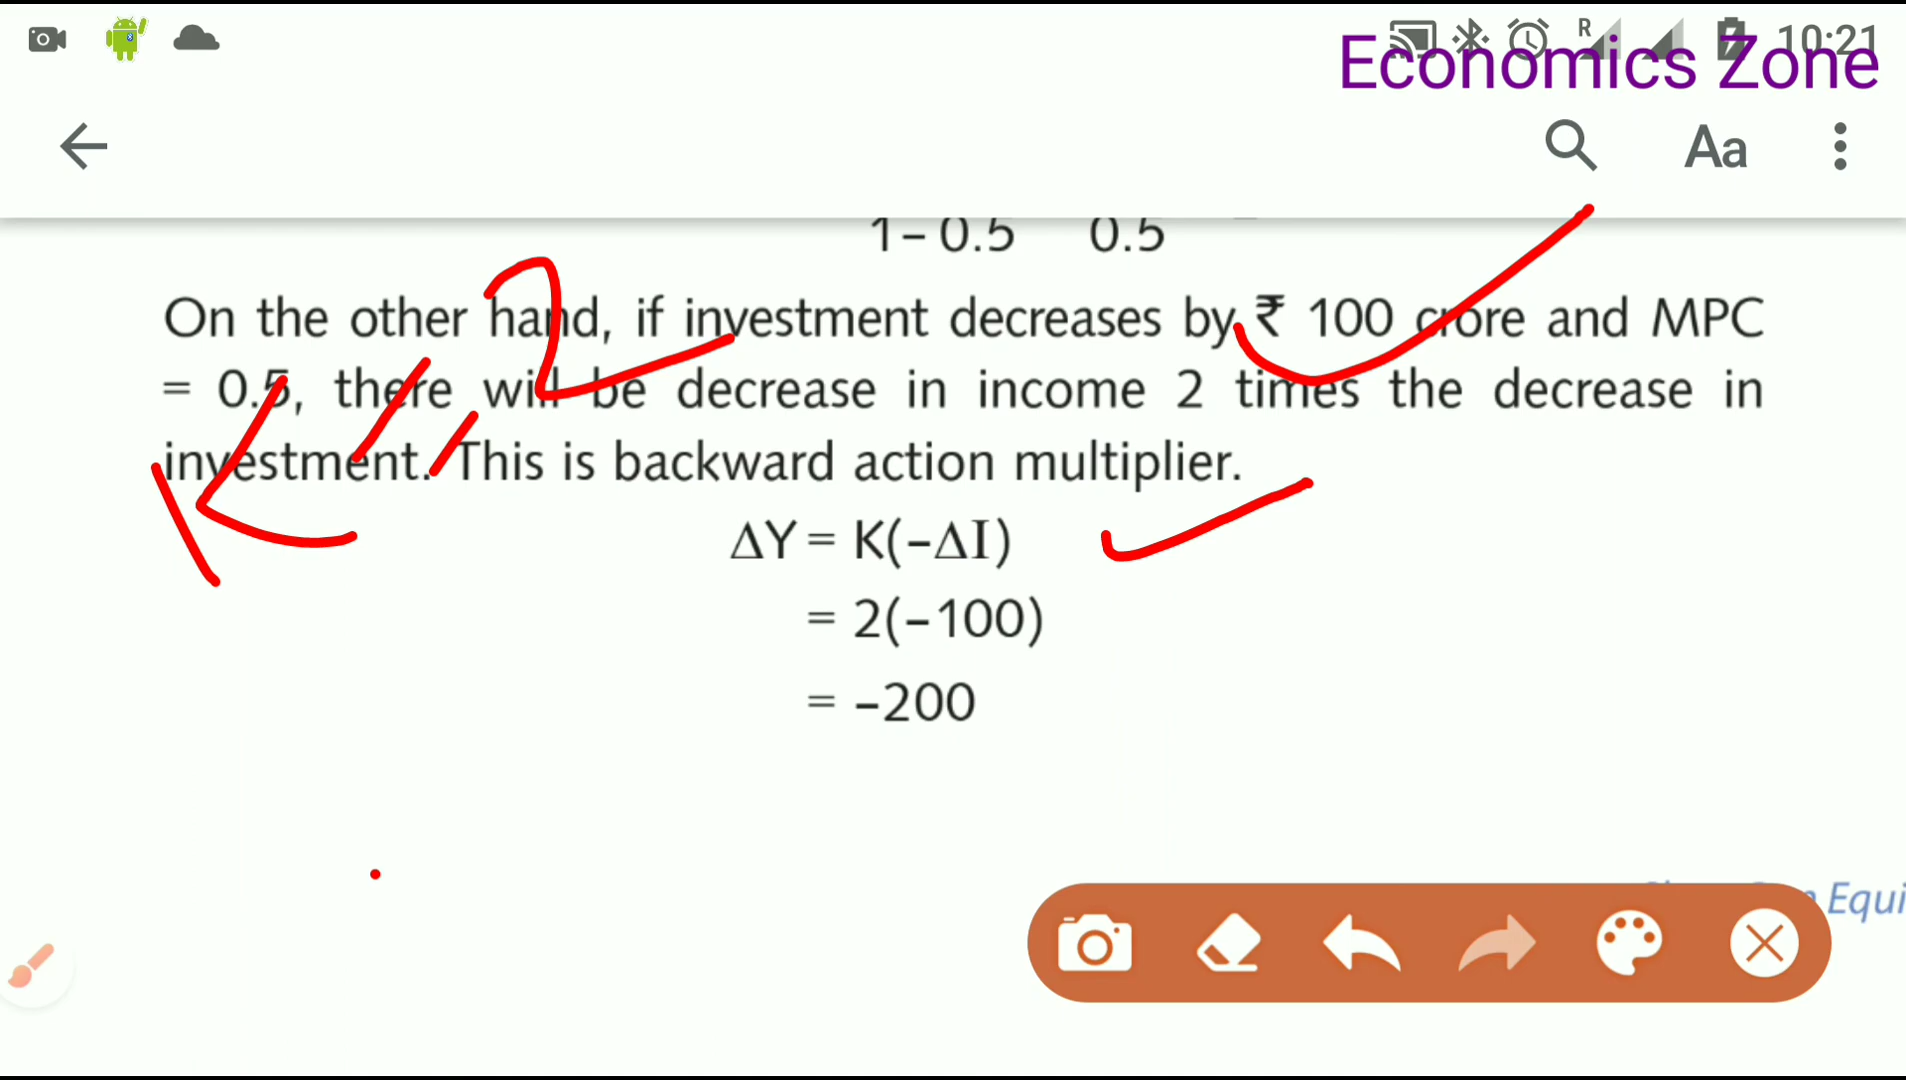 R 10:21
Economics Zone
Aa
1 – 0.5 0.5
On the other hand, if investment decreases by ₹ 100 crore and MPC
= 0.5, there will be decrease in income 2 times the decrease in
investment. This is backward action multiplier.
K = 2
ΔY = K(–ΔI)
= 2(–100)
= –200
Equi